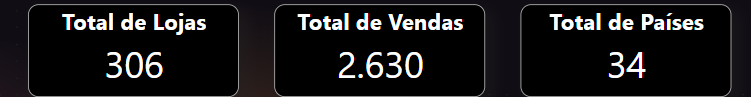 Total de Lojas
306
Total de Vendas
2.630
Total de Países
34